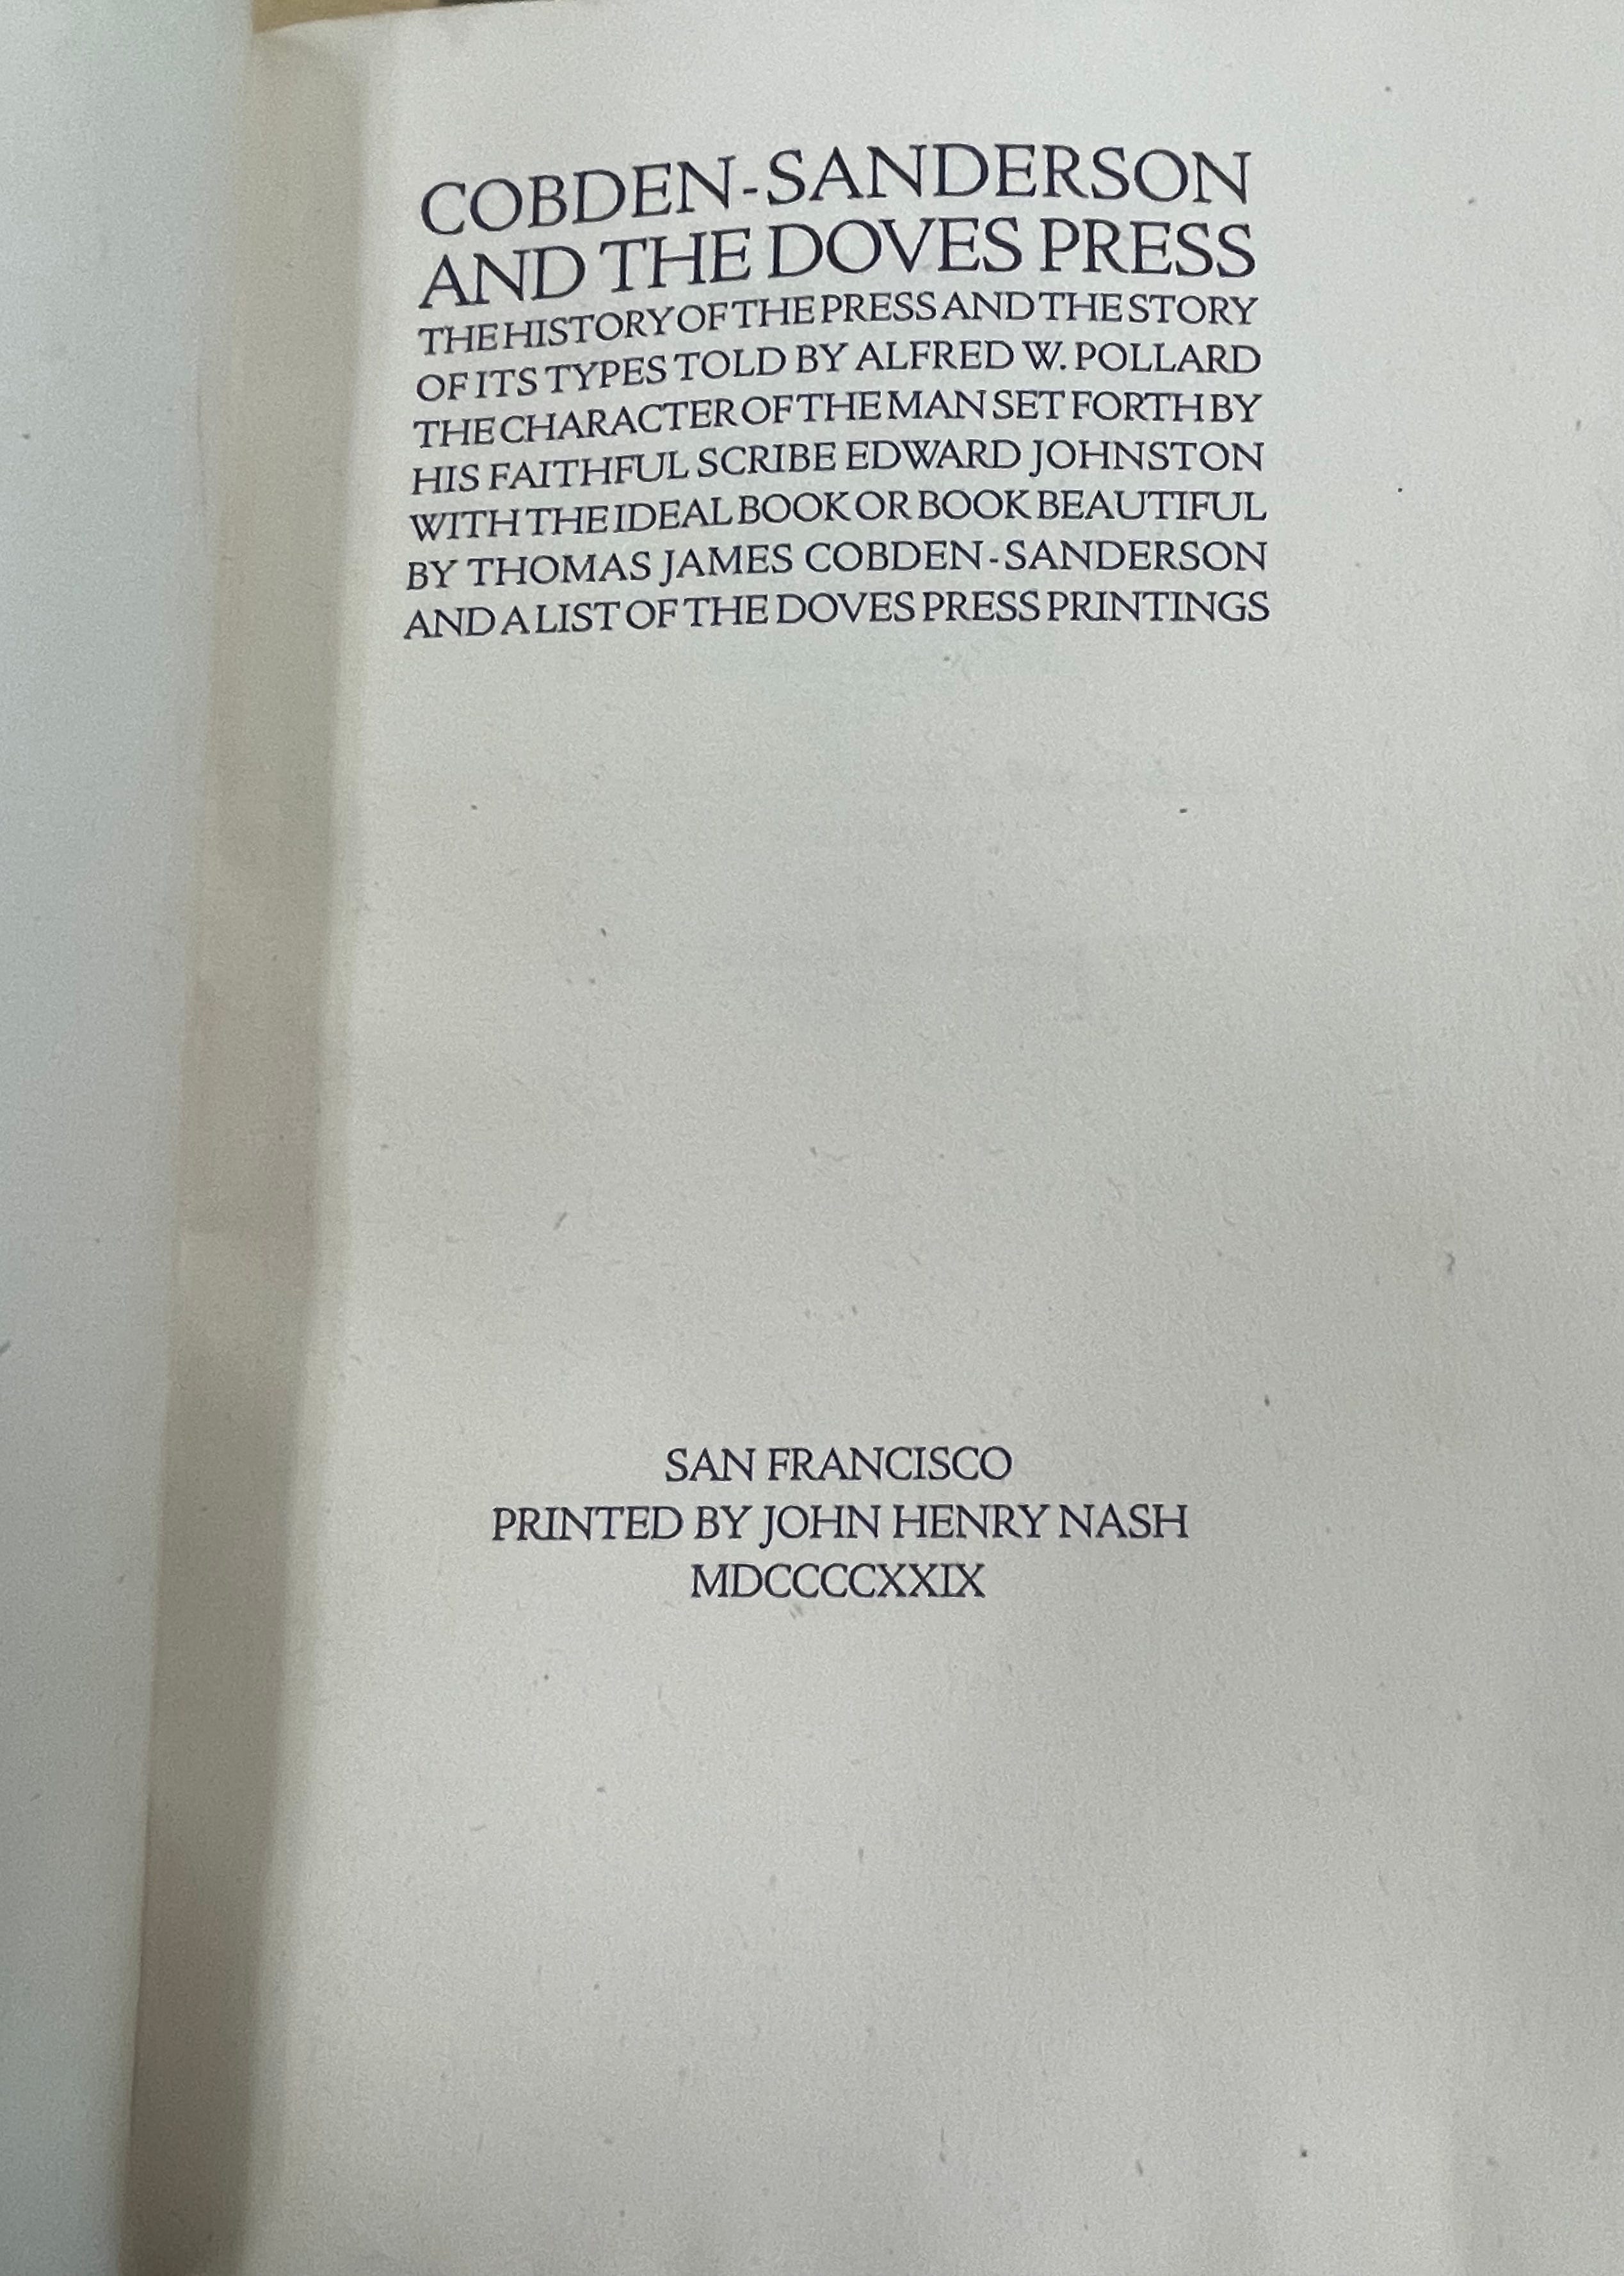 COBDEN-SANDERSON
AND THE DOVES PRESS
THE HISTORY OF THE PRESS AND THE STORY
OF ITS TYPES TOLD BY ALFRED W. POLLARD
THE CHARACTER OF THE MAN SET FORTH BY
HIS FAITHFUL SCRIBE EDWARD JOHNSTON
WITH THE IDEAL BOOK OR BOOK BEAUTIFUL
BY THOMAS JAMES COBDEN-SANDERSON
AND A LIST OF THE DOVES PRESS PRINTINGS
SAN FRANCISCO
PRINTED BY JOHN HENRY NASH
MDCCCCXXIX